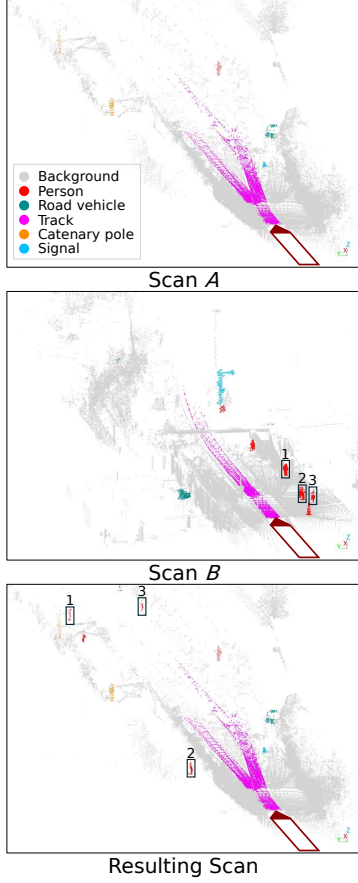 Background
Person
Road vehicle
Track
Catenary pole
Signal
Z
Y X
Scan A
1
2 3
Z
Y X
Scan B
1
3
2
Z
Y X
Resulting Scan